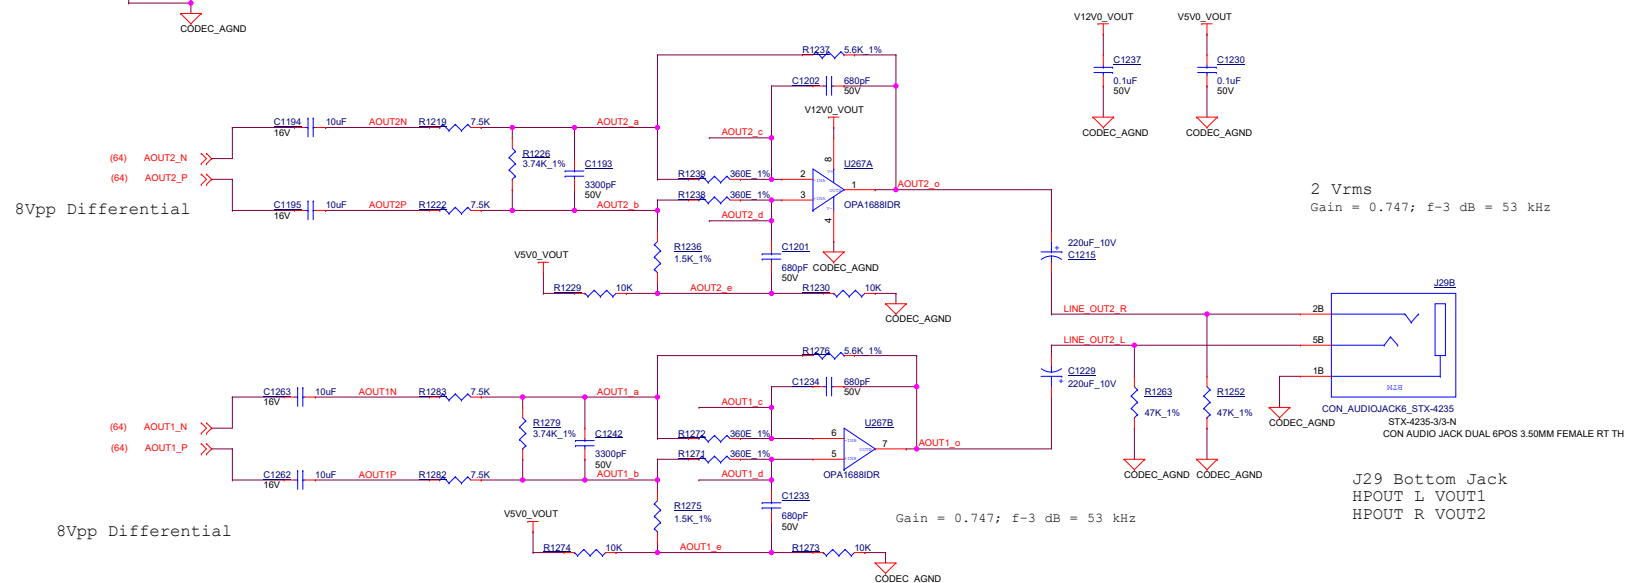 CODEC_AGND
V12V0_VOUT
V5V0_VOUT
C1237
0.1uF
50V
C1230
0.1uF
50V
CODEC_AGND
CODEC_AGND
R1237
5.6K_1%
C1202
680pF
50V
V12V0_VOUT
C1194
16V
10uF
AOUT2N
R1219
7.5K
AOUT2_a
AOUT2_c
(64)
AOUT2_N
(64)
AOUT2_P
8Vpp Differential
R1226
3.74K_1%
C1193
3300pF
50V
R1239
360E_1%
2
R1238
360E_1%
3
8
4
1
U267A
OPA1688IDR
AOUT2_o
C1195
16V
10uF
AOUT2P
R1222
7.5K
AOUT2_b
AOUT2_d
2 Vrms
Gain = 0.747; f-3 dB = 53 kHz
R1236
1.5K_1%
C1201
680pF
50V
CODEC_AGND
V5V0_VOUT
R1229
10K
AOUT2_e
R1230
10K
CODEC_AGND
220uF_10V
C1215
LINE_OUT2_R
LINE_OUT2_L
C1229
220uF_10V
J29B
2B
5B
1B
BTM
R1263
47K_1%
R1252
47K_1%
CODEC_AGND
CODEC_AGND
CODEC_AGND
CON_AUDIOJACK6_STX-4235
STX-4235-3/3-N
CON AUDIO JACK DUAL 6POS 3.50MM FEMALE RT TH
R1276
5.6K_1%
C1234
680pF
50V
C1263
16V
10uF
AOUT1N
R1283
7.5K
AOUT1_a
AOUT1_c
(64)
AOUT1_N
(64)
AOUT1_P
R1279
3.74K_1%
C1242
3300pF
50V
R1272
360E_1%
6
R1271
360E_1%
5
7
U267B
OPA1688IDR
AOUT1_o
C1262
16V
10uF
AOUT1P
R1282
7.5K
AOUT1_b
AOUT1_d
8Vpp Differential
R1275
1.5K_1%
C1233
680pF
50V
Gain = 0.747; f-3 dB = 53 kHz
V5V0_VOUT
R1274
10K
AOUT1_e
R1273
10K
CODEC_AGND
J29 Bottom Jack
HPOUT L VOUT1
HPOUT R VOUT2